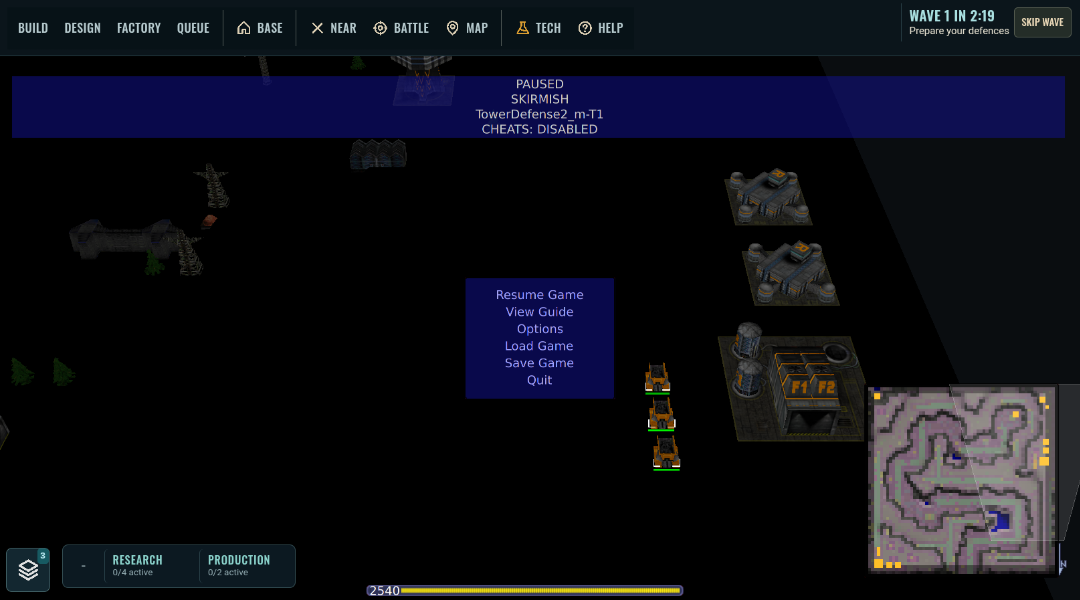 BUILD DESIGN FACTORY QUEUE BASE NEAR BATTLE MAP TECH HELP
WAVE 1 IN 2:19
Prepare your defences
SKIP WAVE
PAUSED
SKIRMISH
TowerDefense2_m-T1
CHEATS: DISABLED
R
R
Resume Game
View Guide
Options
Load Game
Save Game
Quit
F1 F2
N
3
-
RESEARCH
0/4 active
PRODUCTION
0/2 active
2540